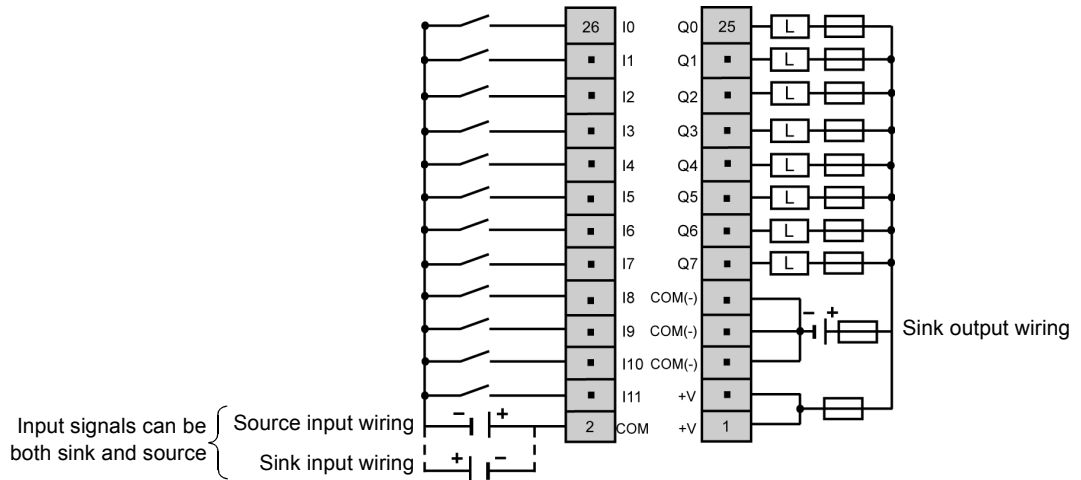 26 I0 Q0 25 L
I1 Q1 L
I2 Q2 L
I3 Q3 L
I4 Q4 L
I5 Q5 L
I6 Q6 L
I7 Q7 L
I8 COM(-)
− +
I9 COM(-) Sink output wiring
I10 COM(-)
I11 +V
Input signals can be
both sink and source
Source input wiring − + 2 COM +V 1
Sink input wiring + −